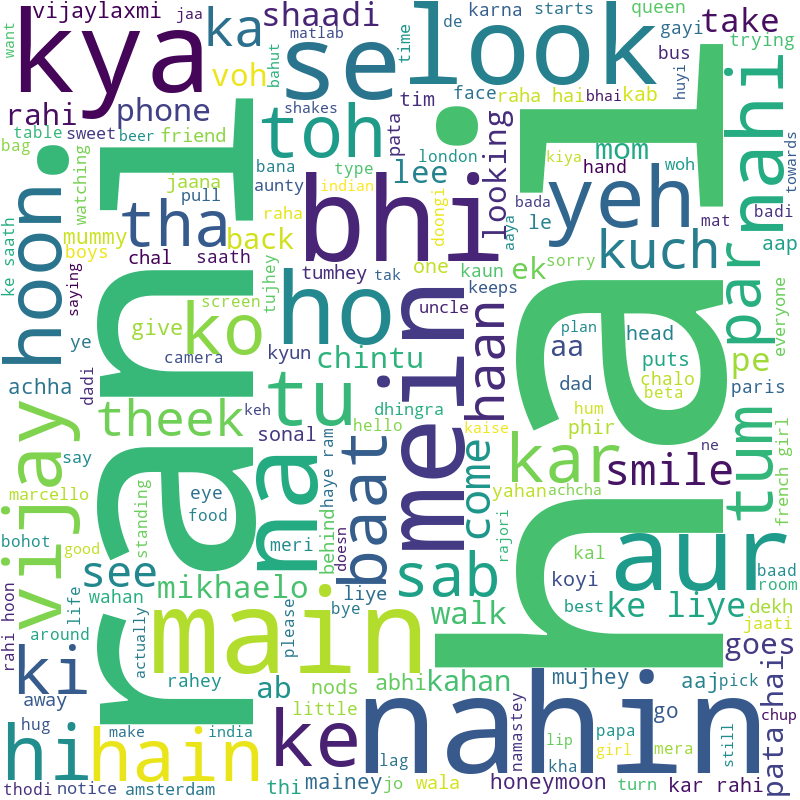 want
vijaylaxmi
jaa
kya
ka
shaadi
matlab
time
de
karna
starts
queen
gayi
take
trying
se
look
bus
huyi
rahi
phone
voh
bahut
tim
face
raha hai
bhai
kab
table
sweet
beer
friend
shakes
toh
pata
bag
hoon
watching
jaana
pull
bana
aunty
type
indian
raha
lee
london
looking
kiya
mom
hand
woh
nahi
towards
rani
hai
tha
bhi
doongi
bada
yeh
mat
badi
ke saath
mummy
boys
back
le
aap
saying
chal
saath
tujhey
tumhey
tak
one
kaun
aaya
ek
sorry
kuch
par
everyone
ye
screen
keeps
ho
uncle
ko
give
camera
kyun
mein
haan
plan
aa
head
puts
pe
achha
dadi
chintu
dad
chalo
beta
paris
vijay
theek
keh
tu
dhingra
hello
kaise
hum
phir
tum
french girl
say
sonal
haye ram
na
baat
come
kar
ne
smile
marcello
standing
eye
food
behind
yahan
achcha
bohot
good
meri
doesn
rajori
kal
aur
baad
room
see
wahan
mikhaelo
liye
sab
koyi
best
ke liye
dekh
jaati
rahi hoon
life
around
actually
main
please
bye
walk
goes
ki
rahey
ab
nods
abhi
kahan
mujhey
aaj
pick
pata hai
away
hug
little
namastey
go
hi
hain
ke
nahin
papa
still
chup
make
india
lag
lip
girl
mera
thodi
notice
amsterdam
thi
mainey
jo
wala
honeymoon
kha
turn
kar rahi